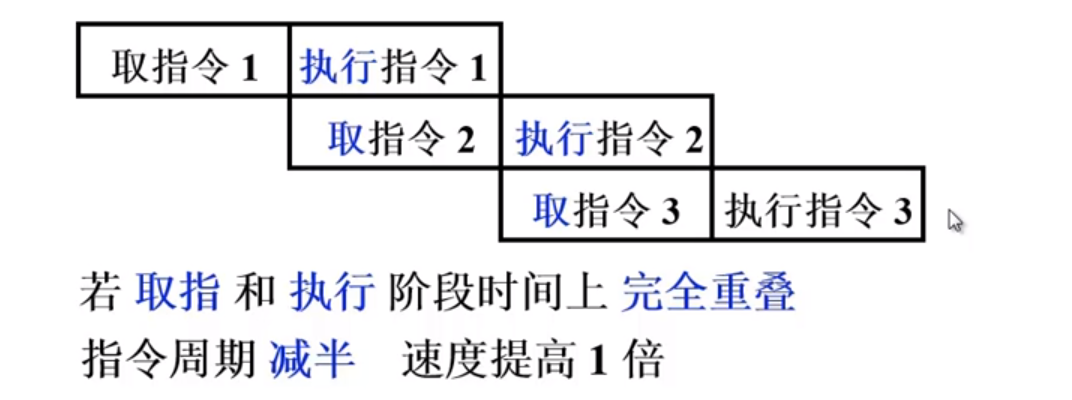 取指令 1 执行指令 1
取指令 2 执行指令 2
取指令 3 执行指令 3
若 取指 和 执行 阶段时间上 完全重叠
指令周期 减半 速度提高 1 倍